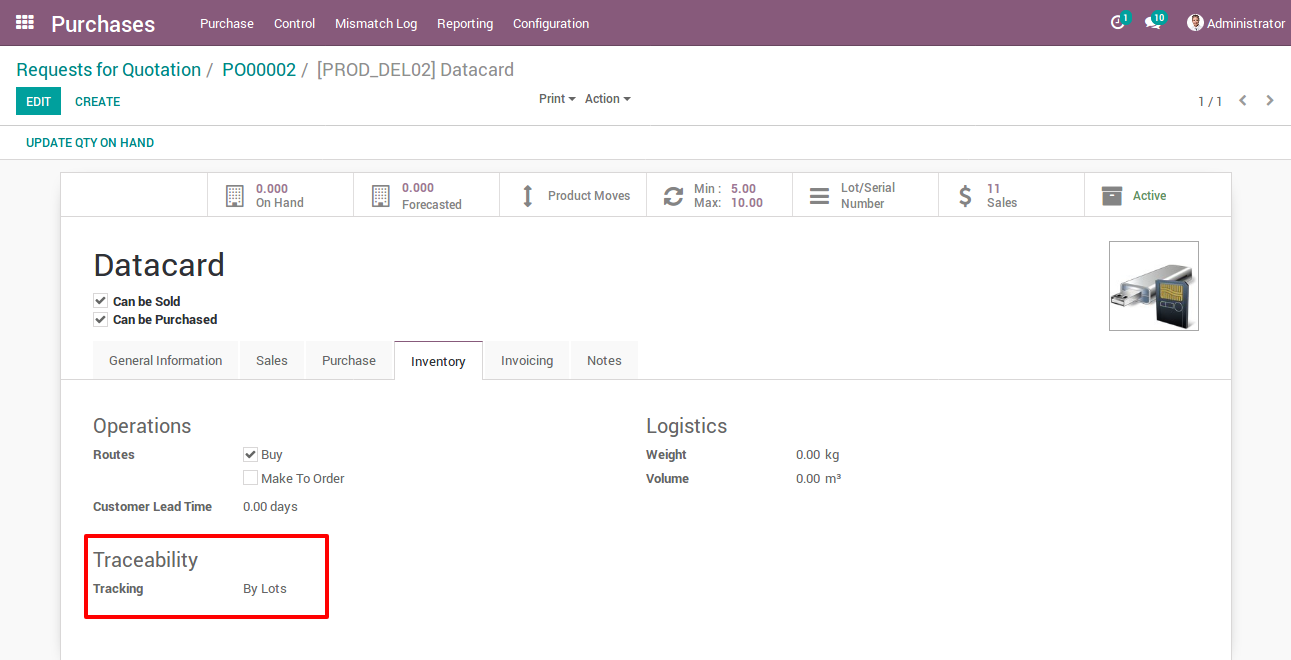 Purchases Purchase Control Mismatch Log Reporting Configuration 1 10 Administrator
Requests for Quotation / PO00002 / [PROD_DEL02] Datacard
EDIT CREATE Print Action 1 / 1
UPDATE QTY ON HAND
0.000
On Hand
0.000
Forecasted
Product Moves
Min : 5.00
Max: 10.00
Lot/Serial
Number
11
Sales
Active
Datacard
Can be Sold
Can be Purchased
General Information Sales Purchase Inventory Invoicing Notes
Operations
Routes Buy
Make To Order
Customer Lead Time 0.00 days
Logistics
Weight 0.00 kg
Volume 0.00 m³
Traceability
Tracking By Lots